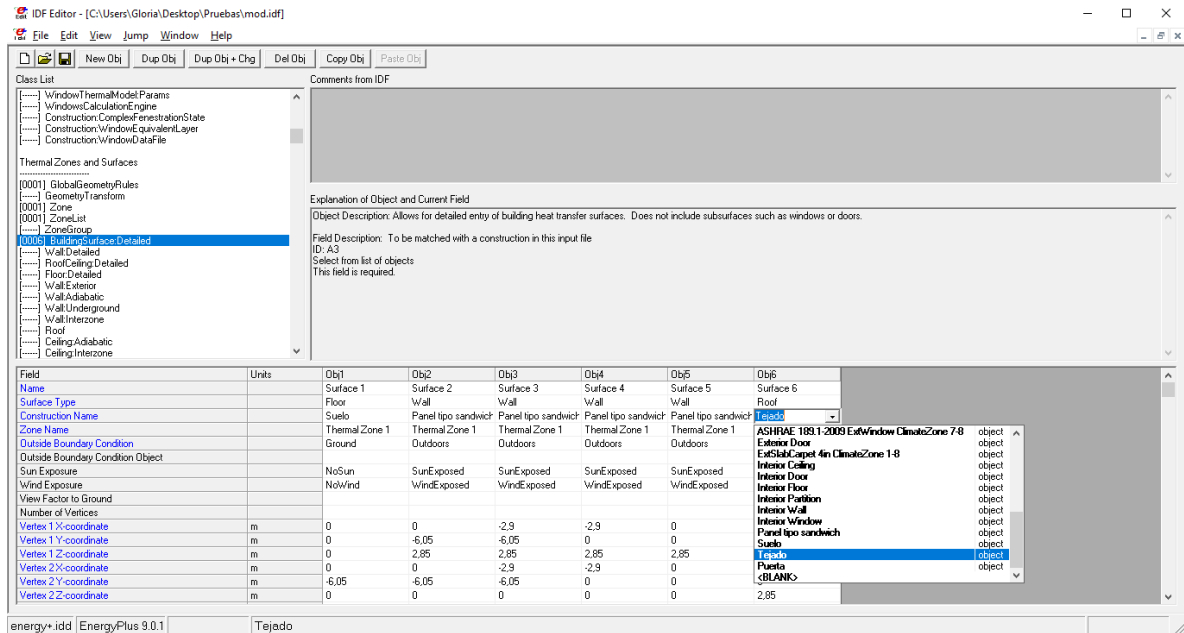 IDF Editor - [C:\Users\Gloria\Desktop\Pruebas\mod.idf]
File Edit View Jump Window Help
New Obj Dup Obj Dup Obj + Chg Del Obj Copy Obj Paste Obj
Class List
[------] WindowThermalModel:Params
[------] WindowsCalculationEngine
[------] Construction:ComplexFenestrationState
[------] Construction:WindowEquivalentLayer
[------] Construction:WindowDataFile
Thermal Zones and Surfaces
--------------------------
[0001] GlobalGeometryRules
[------] GeometryTransform
[0001] Zone
[0001] ZoneList
[------] ZoneGroup
[0006] BuildingSurface:Detailed
[------] Wall:Detailed
[------] RoofCeiling:Detailed
[------] Floor:Detailed
[------] Wall:Exterior
[------] Wall:Adiabatic
[------] Wall:Underground
[------] Wall:Interzone
[------] Roof
[------] Ceiling:Adiabatic
[------] Ceiling:Interzone
Comments from IDF
Explanation of Object and Current Field
Object Description: Allows for detailed entry of building heat transfer surfaces. Does not include subsurfaces such as windows or doors.
Field Description: To be matched with a construction in this input file
ID: A3
Select from list of objects
This field is required.
Field Units Obj1 Obj2 Obj3 Obj4 Obj5 Obj6
Name Surface 1 Surface 2 Surface 3 Surface 4 Surface 5 Surface 6
Surface Type Floor Wall Wall Wall Wall Roof
Construction Name Suelo Panel tipo sandwich Panel tipo sandwich Panel tipo sandwich Panel tipo sandwich Tejado
Zone Name Thermal Zone 1 Thermal Zone 1 Thermal Zone 1 Thermal Zone 1 Thermal Zone 1
Outside Boundary Condition Ground Outdoors Outdoors Outdoors Outdoors
Outside Boundary Condition Object
Sun Exposure NoSun SunExposed SunExposed SunExposed SunExposed
Wind Exposure NoWind WindExposed WindExposed WindExposed WindExposed
View Factor to Ground
Number of Vertices
Vertex 1 X-coordinate m 0 0 -2,9 -2,9 0
Vertex 1 Y-coordinate m 0 -6,05 -6,05 0 0
Vertex 1 Z-coordinate m 0 2,85 2,85 2,85 2,85
Vertex 2 X-coordinate m 0 0 -2,9 -2,9 0
Vertex 2 Y-coordinate m -6,05 -6,05 -6,05 0 0
Vertex 2 Z-coordinate m 0 0 0 0 0 2,85
ASHRAE 189.1-2009 ExtWindow ClimateZone 7-8 object
Exterior Door object
ExtSlabCarpet 4in ClimateZone 1-8 object
Interior Ceiling object
Interior Door object
Interior Floor object
Interior Partition object
Interior Wall object
Interior Window object
Panel tipo sandwich object
Suelo object
Tejado object
Puerta object
<BLANK>
energy+.idd EnergyPlus 9.0.1 Tejado